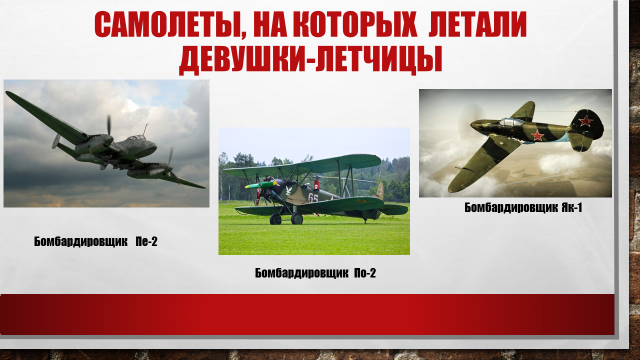 САМОЛЕТЫ, НА КОТОРЫХ ЛЕТАЛИ
ДЕВУШКИ-ЛЕТЧИЦЫ
Бомбардировщик Як-1
Бомбардировщик Пе-2
Бомбардировщик По-2